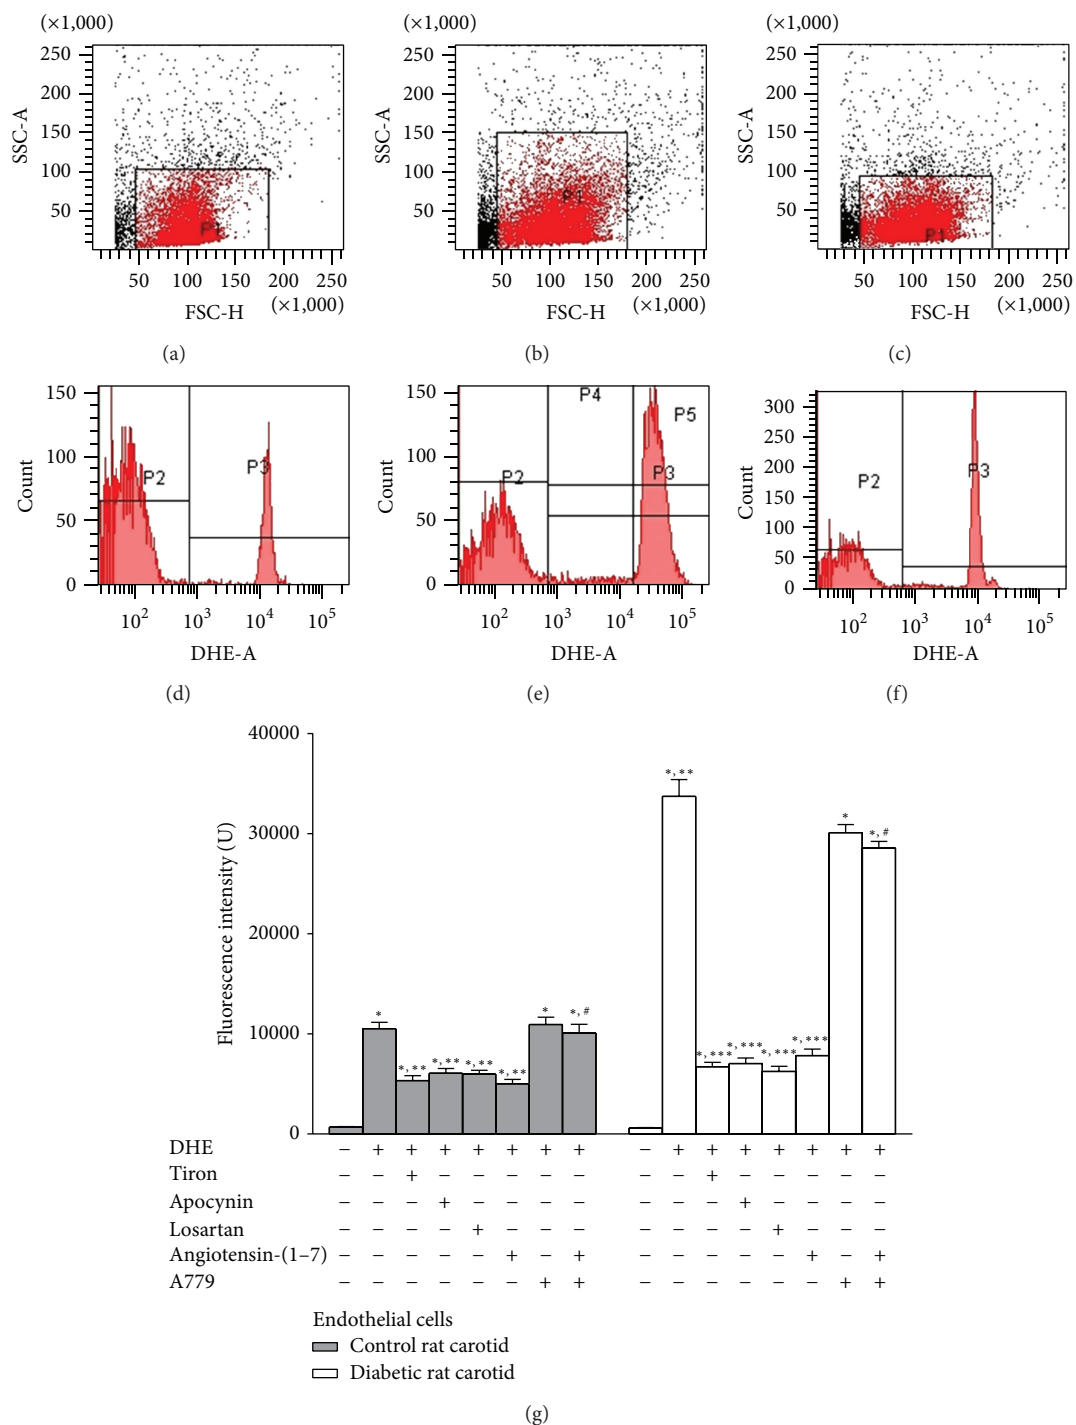 (×1,000) (×1,000) (×1,000)
250 250 250
200 200 200
150 150 150
100 100 100
50 50 50
SSC-A SSC-A SSC-A
P1 P1 P1
50 100 150 200 250 50 100 150 200 250 50 100 150 200 250
FSC-H (×1,000) FSC-H (×1,000) FSC-H (×1,000)
(a) (b) (c)
150 150 300
250
100 100 200
150
50 50 100
50
0 0 0
Count Count Count
P2 P3 P2 P4 P5 P3 P2 P3
10² 10³ 10⁴ 10⁵ 10² 10³ 10⁴ 10⁵ 10² 10³ 10⁴ 10⁵
DHE-A DHE-A DHE-A
(d) (e) (f)
40000
30000
20000
10000
0
Fluorescence intensity (U)
* *,** *,** *,** *,** * *,# *,** *,*** *,*** *,*** *,*** * *,#
DHE − + + + + + + + − + + + + + + +
Tiron − − + − − − − − − − + − − − − −
Apocynin − − − + − − − − − − − + − − − −
Losartan − − − − + − − − − − − − + − − −
Angiotensin-(1–7) − − − − − + − + − − − − − + − +
A779 − − − − − − + + − − − − − − + +
Endothelial cells
Control rat carotid
Diabetic rat carotid
(g)